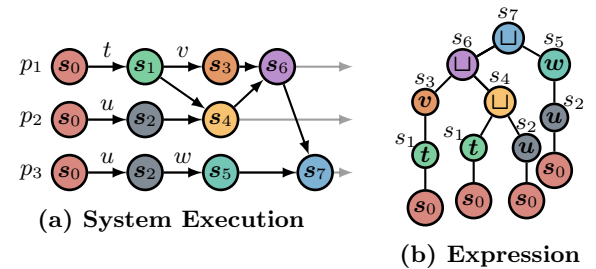 t v
p1 s0 s1 s3 s6
u
p2 s0 s2 s4
u w
p3 s0 s2 s5 s7
(a) System Execution
s7
⊔
s6 s5
⊔ w
s3 s4 s2
v ⊔ u
s1 s1 s2 s0
t t u
s0 s0 s0
(b) Expression